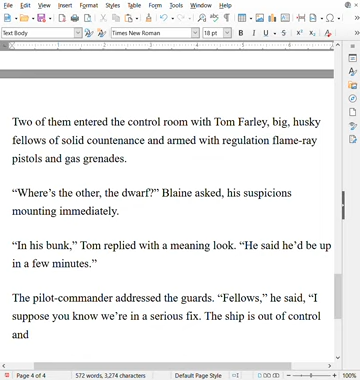 File Edit View Insert Format Styles Table Form Tools Window Help
Text Body Times New Roman 18 pt
Two of them entered the control room with Tom Farley, big, husky
fellows of solid countenance and armed with regulation flame-ray
pistols and gas grenades.
“Where’s the other, the dwarf?” Blaine asked, his suspicions
mounting immediately.
“In his bunk,” Tom replied with a meaning look. “He said he’d be up
in a few minutes.”
The pilot-commander addressed the guards. “Fellows,” he said, “I
suppose you know we’re in a serious fix. The ship is out of control
and
Page 4 of 4 572 words, 3,274 characters Default Page Style 100%